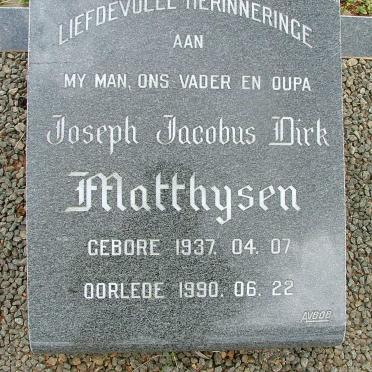 LIEFDEVOLLE HERINNERINGE
AAN
MY MAN, ONS VADER EN OUPA
Joseph Jacobus Dirk
Matthysen
GEBORE 1937. 04. 07
OORLEDE 1990. 06. 22
AVBOB